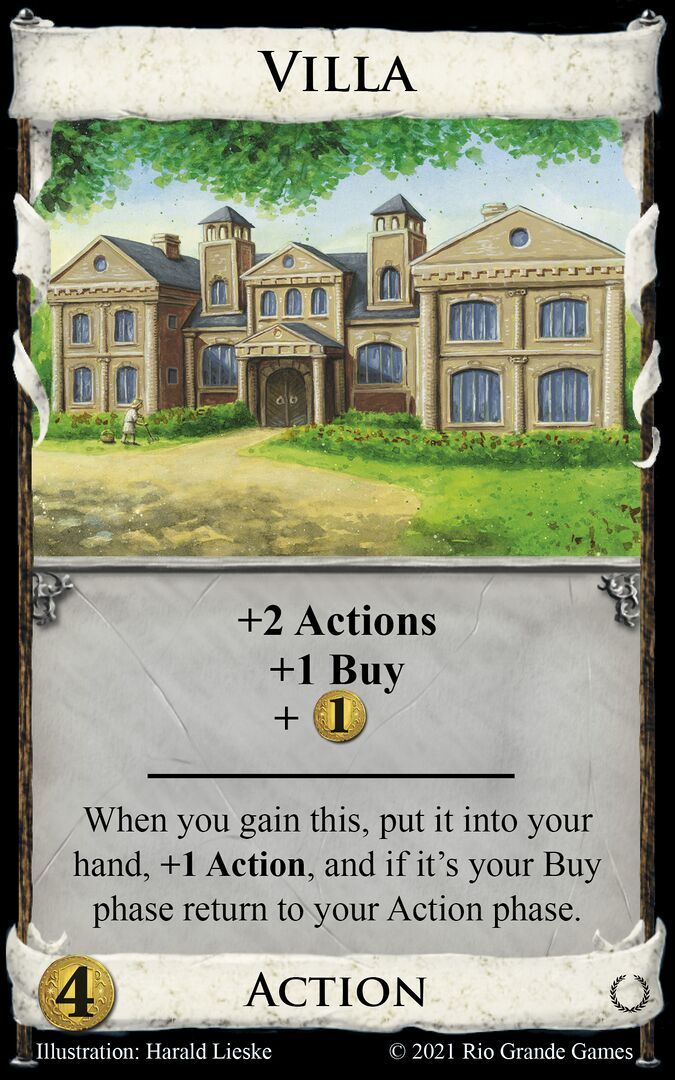 VILLA
+2 Actions
+1 Buy
+ 1
When you gain this, put it into your
hand, +1 Action, and if it's your Buy
phase return to your Action phase.
4 ACTION
Illustration: Harald Lieske © 2021 Rio Grande Games